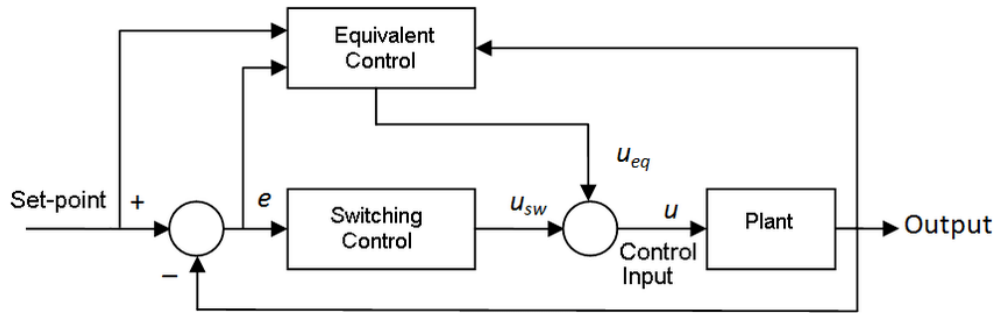 Equivalent
Control
u_eq
Set-point
+
e
Switching
Control
u_sw
u
Plant
Output
Control
Input
−